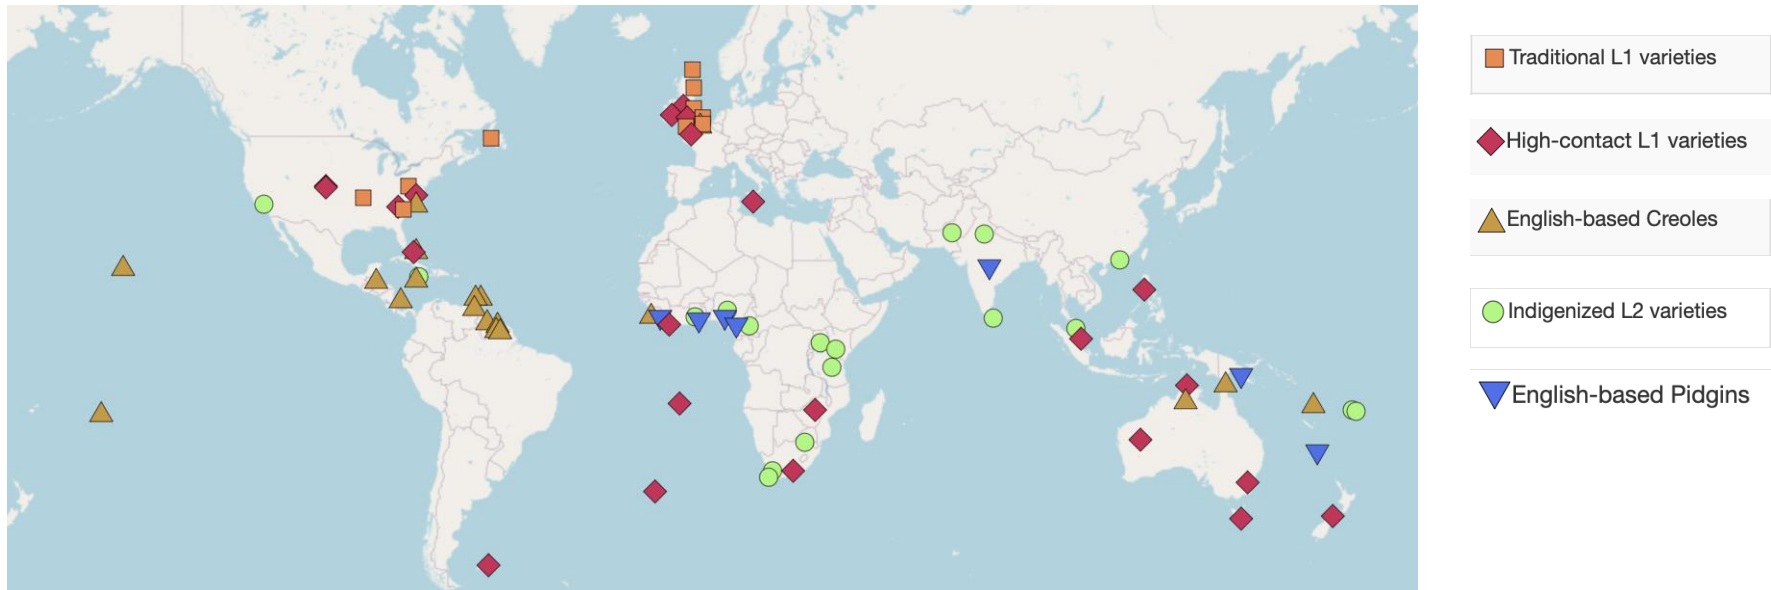 Traditional L1 varieties
High-contact L1 varieties
English-based Creoles
Indigenized L2 varieties
English-based Pidgins